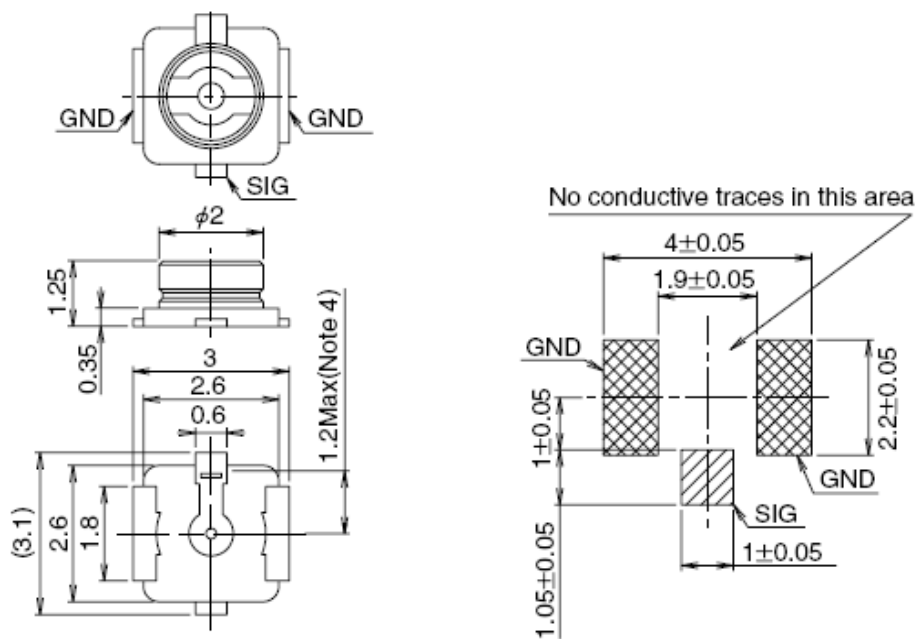 GND
GND
SIG
ϕ2
1.25
0.35
3
2.6
0.6
1.2Max(Note 4)
(3.1)
2.6
1.8
No conductive traces in this area
4±0.05
1.9±0.05
GND
1±0.05
2.2±0.05
GND
SIG
1.05±0.05
1±0.05